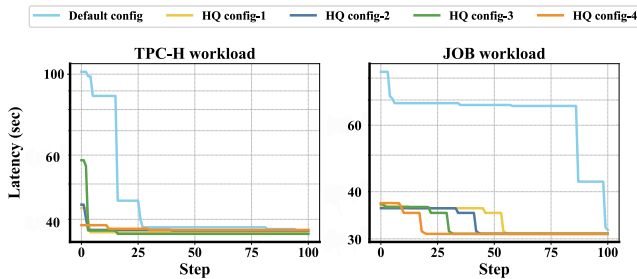 Default config HQ config-1 HQ config-2 HQ config-3 HQ config-4
TPC-H workload
JOB workload
Latency (sec)
100
60
40
0 25 50 75 100
Step
60
40
30
0 25 50 75 100
Step